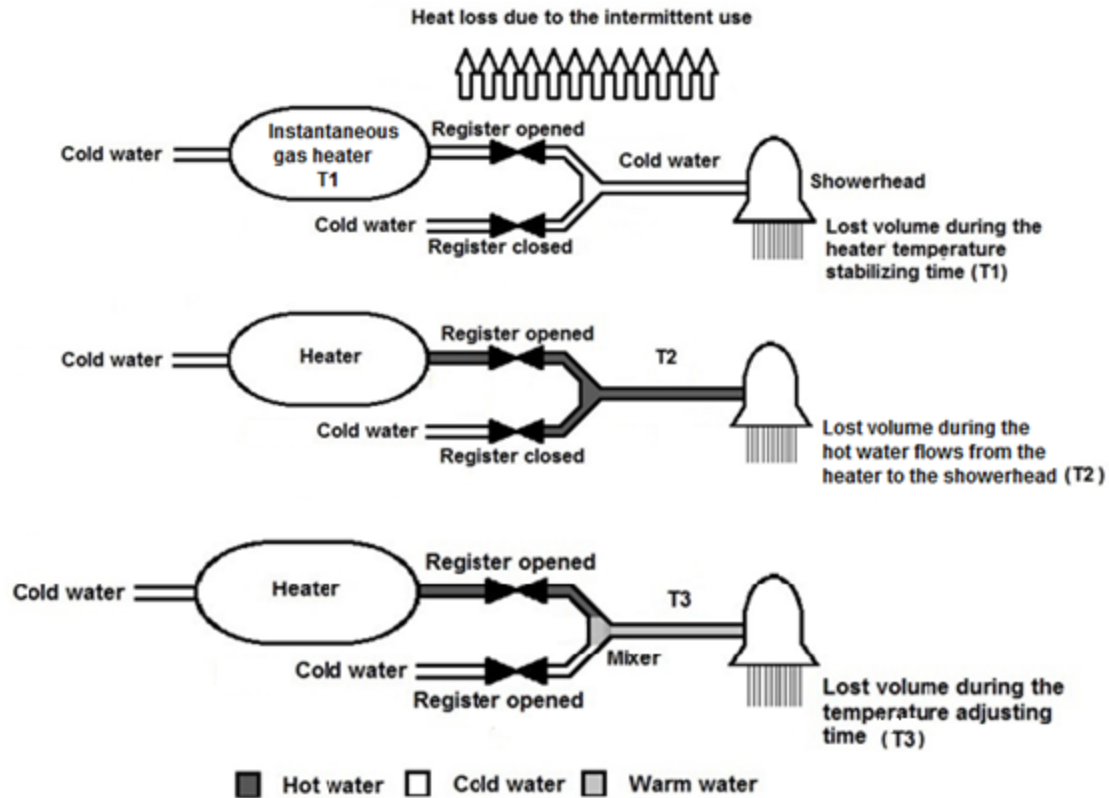 Heat loss due to the intermittent use
Register opened
Instantaneous
gas heater
T1
Cold water
Cold water
Showerhead
Cold water
Register closed
Lost volume during the
heater temperature
stabilizing time (T1)
Register opened
Cold water
Heater
T2
Cold water
Register closed
Lost volume during the
hot water flows from the
heater to the showerhead (T2)
Register opened
Cold water
Heater
T3
Mixer
Cold water
Register opened
Lost volume during the
temperature adjusting
time (T3)
Hot water Cold water Warm water